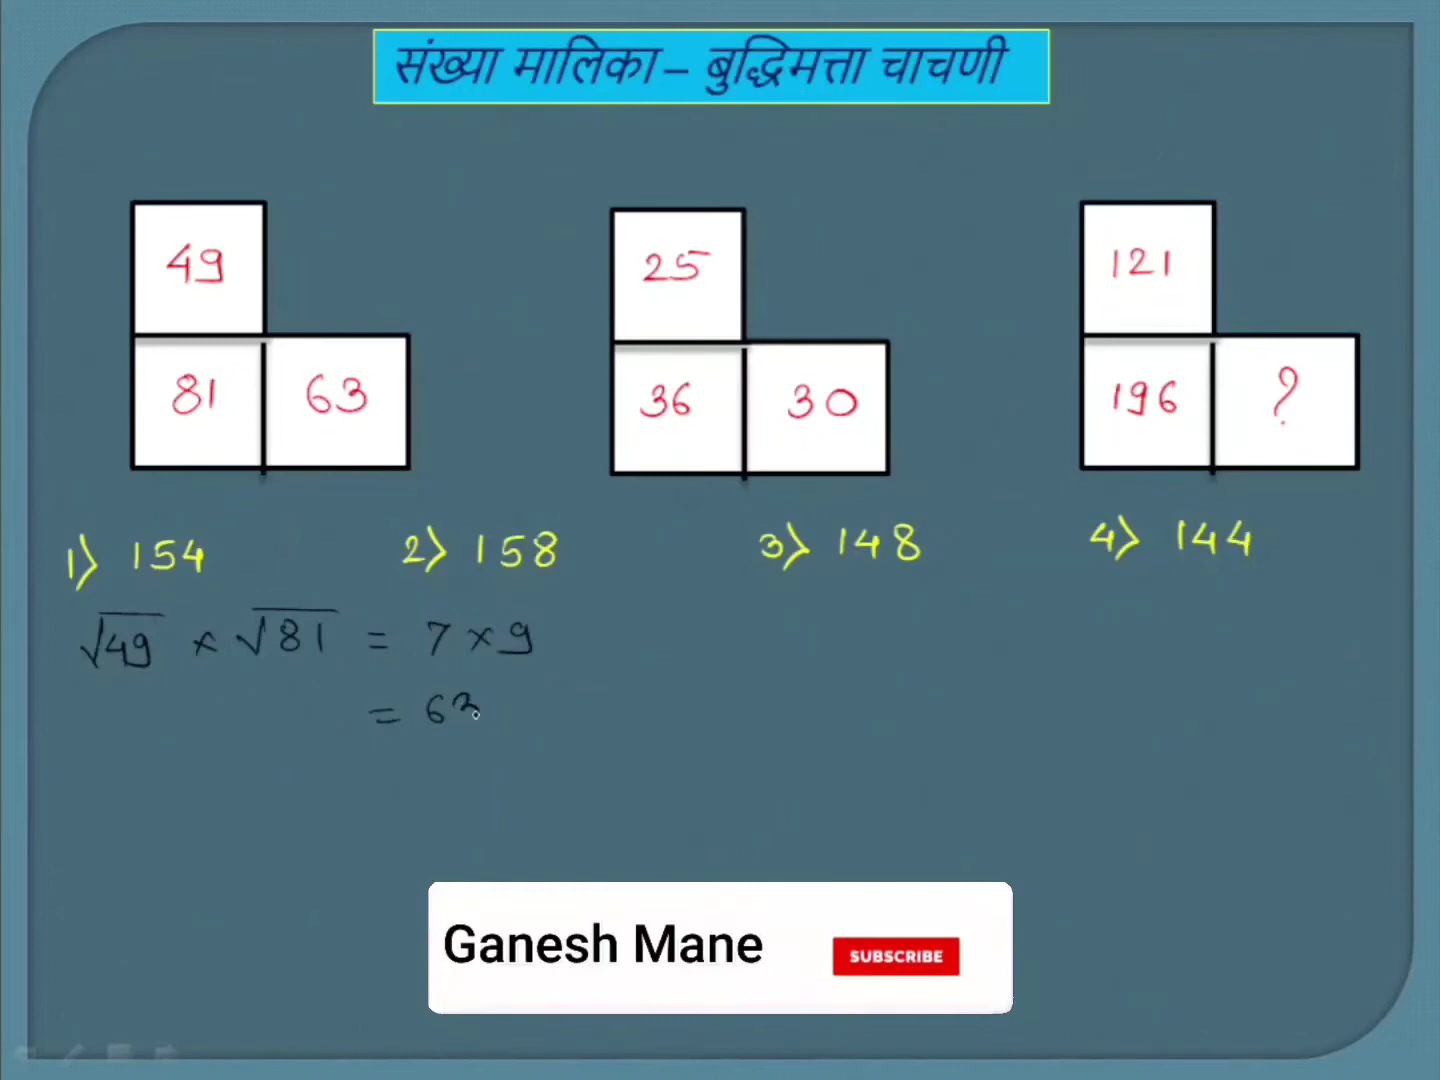 संख्या मालिका– बुद्धिमत्ता चाचणी
49
81 63
25
36 30
121
196 ?
1) 154 2) 158 3) 148 4) 144
√49 × √81 = 7 × 9
= 63
Ganesh Mane SUBSCRIBE